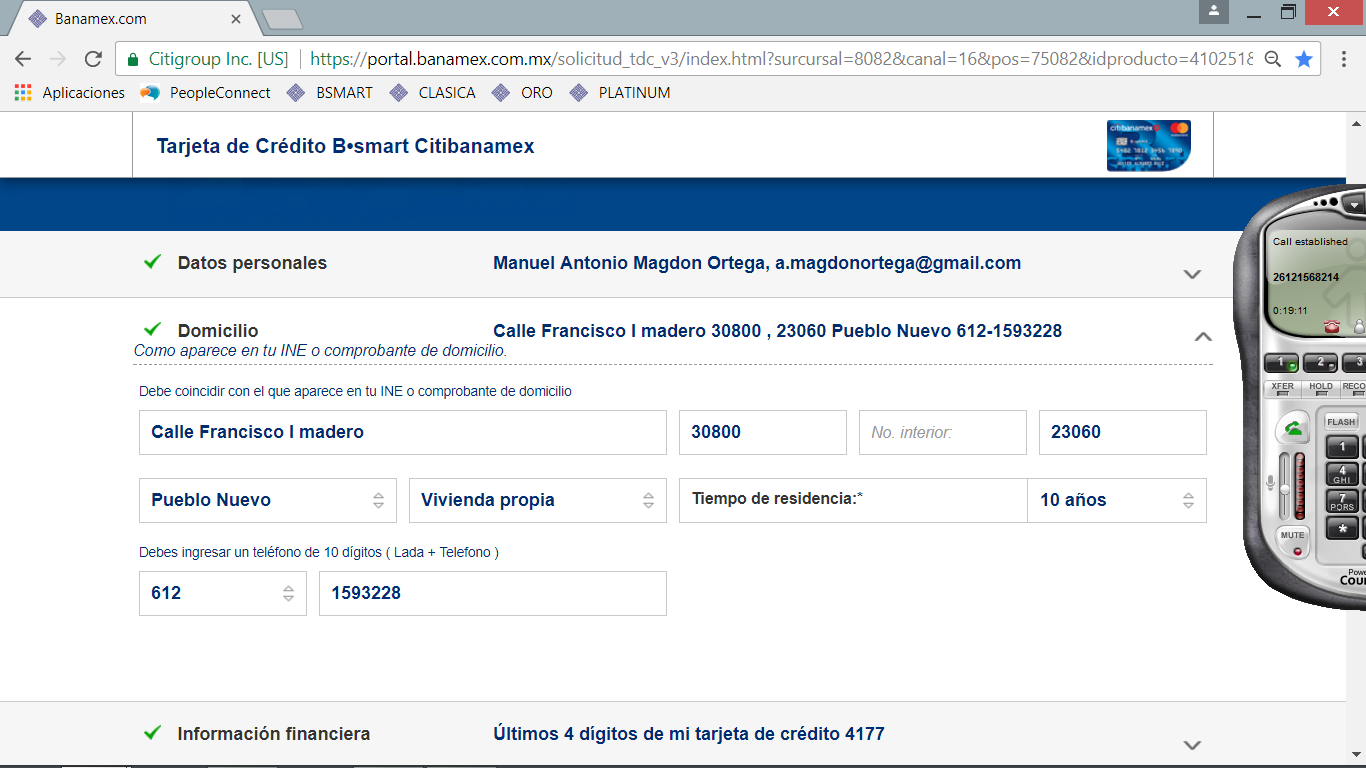 Banamex.com
Citigroup Inc. [US] https://portal.banamex.com.mx/solicitud_tdc_v3/index.html?surcursal=8082&canal=16&pos=75082&idproducto=4102518
Aplicaciones PeopleConnect BSMART CLASICA ORO PLATINUM
Tarjeta de Crédito B•smart Citibanamex
citibanamex
Datos personales Manuel Antonio Magdon Ortega, a.magdonortega@gmail.com
Domicilio Calle Francisco I madero 30800 , 23060 Pueblo Nuevo 612-1593228
Como aparece en tu INE o comprobante de domicilio.
Debe coincidir con el que aparece en tu INE o comprobante de domicilio
Calle Francisco I madero 30800 No. interior: 23060
Pueblo Nuevo Vivienda propia Tiempo de residencia:* 10 años
Debes ingresar un teléfono de 10 dígitos ( Lada + Telefono )
612 1593228
Información financiera Últimos 4 dígitos de mi tarjeta de crédito 4177
Call established
26121568214
0:19:11
1 2 3
XFER HOLD RECO
FLASH
1
4
GHI
7
PQRS
*
MUTE
Powe
Cou